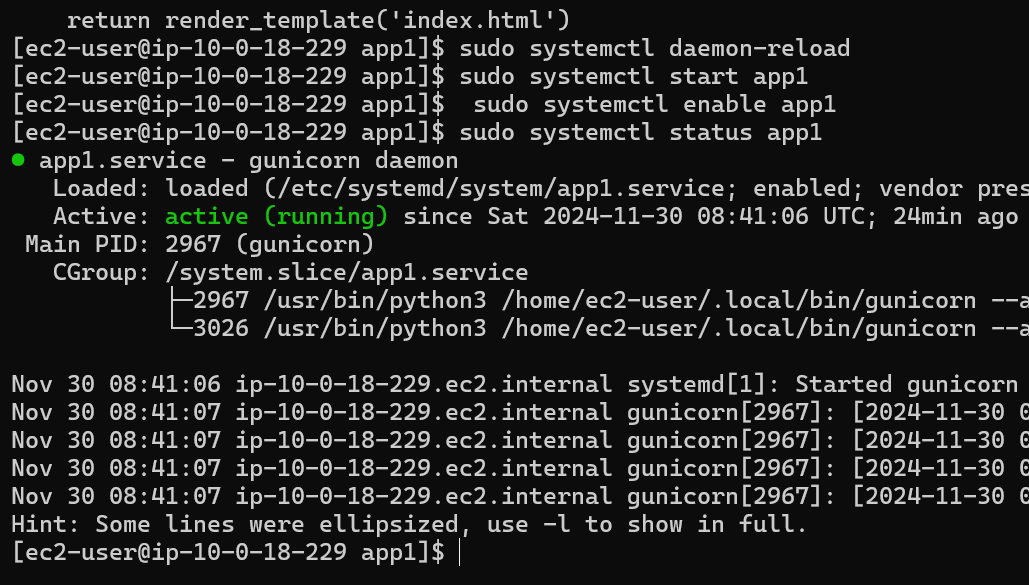 return render_template('index.html')
[ec2-user@ip-10-0-18-229 app1]$ sudo systemctl daemon-reload
[ec2-user@ip-10-0-18-229 app1]$ sudo systemctl start app1
[ec2-user@ip-10-0-18-229 app1]$  sudo systemctl enable app1
[ec2-user@ip-10-0-18-229 app1]$ sudo systemctl status app1
● app1.service - gunicorn daemon
   Loaded: loaded (/etc/systemd/system/app1.service; enabled; vendor pres
   Active: active (running) since Sat 2024-11-30 08:41:06 UTC; 24min ago
 Main PID: 2967 (gunicorn)
   CGroup: /system.slice/app1.service
           ├─2967 /usr/bin/python3 /home/ec2-user/.local/bin/gunicorn --a
           └─3026 /usr/bin/python3 /home/ec2-user/.local/bin/gunicorn --a

Nov 30 08:41:06 ip-10-0-18-229.ec2.internal systemd[1]: Started gunicorn
Nov 30 08:41:07 ip-10-0-18-229.ec2.internal gunicorn[2967]: [2024-11-30 0
Nov 30 08:41:07 ip-10-0-18-229.ec2.internal gunicorn[2967]: [2024-11-30 0
Nov 30 08:41:07 ip-10-0-18-229.ec2.internal gunicorn[2967]: [2024-11-30 0
Nov 30 08:41:07 ip-10-0-18-229.ec2.internal gunicorn[2967]: [2024-11-30 0
Hint: Some lines were ellipsized, use -l to show in full.
[ec2-user@ip-10-0-18-229 app1]$